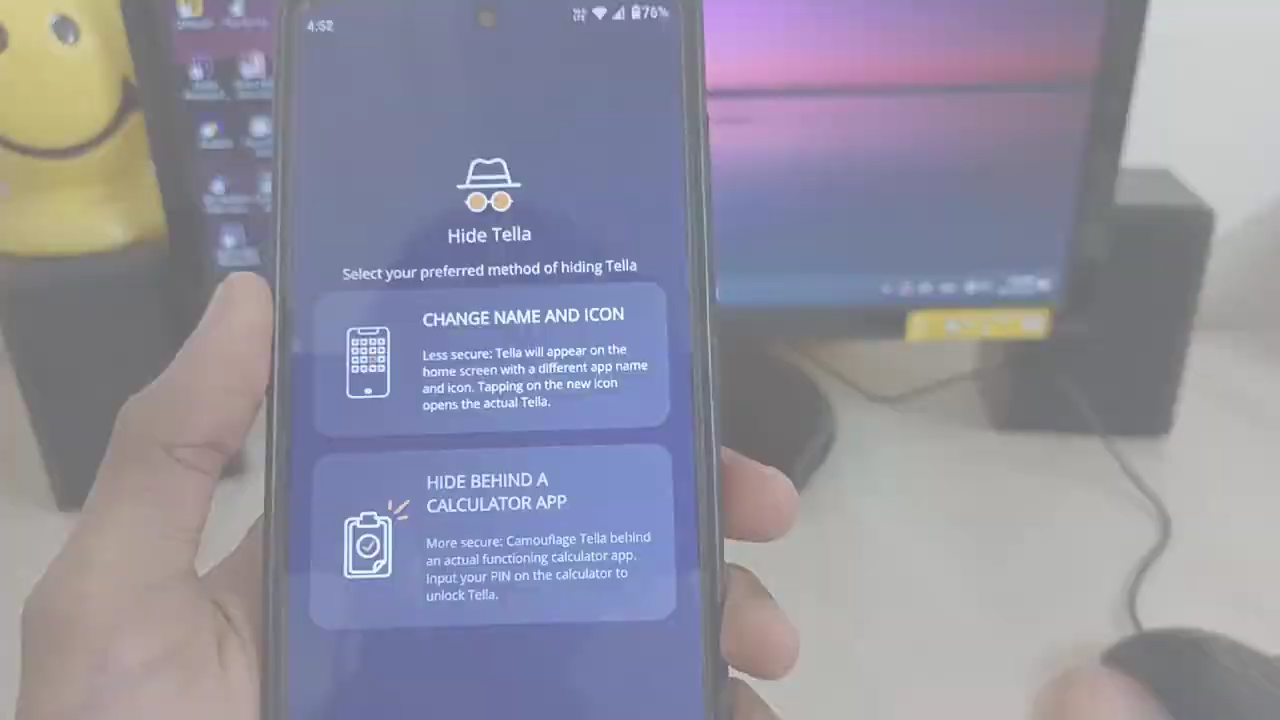 4:52
76%
Hide Tella
Select your preferred method of hiding Tella
CHANGE NAME AND ICON
Less secure: Tella will appear on the
home screen with a different app name
and icon. Tapping on the new icon
opens the actual Tella.
HIDE BEHIND A
CALCULATOR APP
More secure: Camouflage Tella behind
an actual functioning calculator app.
Input your PIN on the calculator to
unlock Tella.